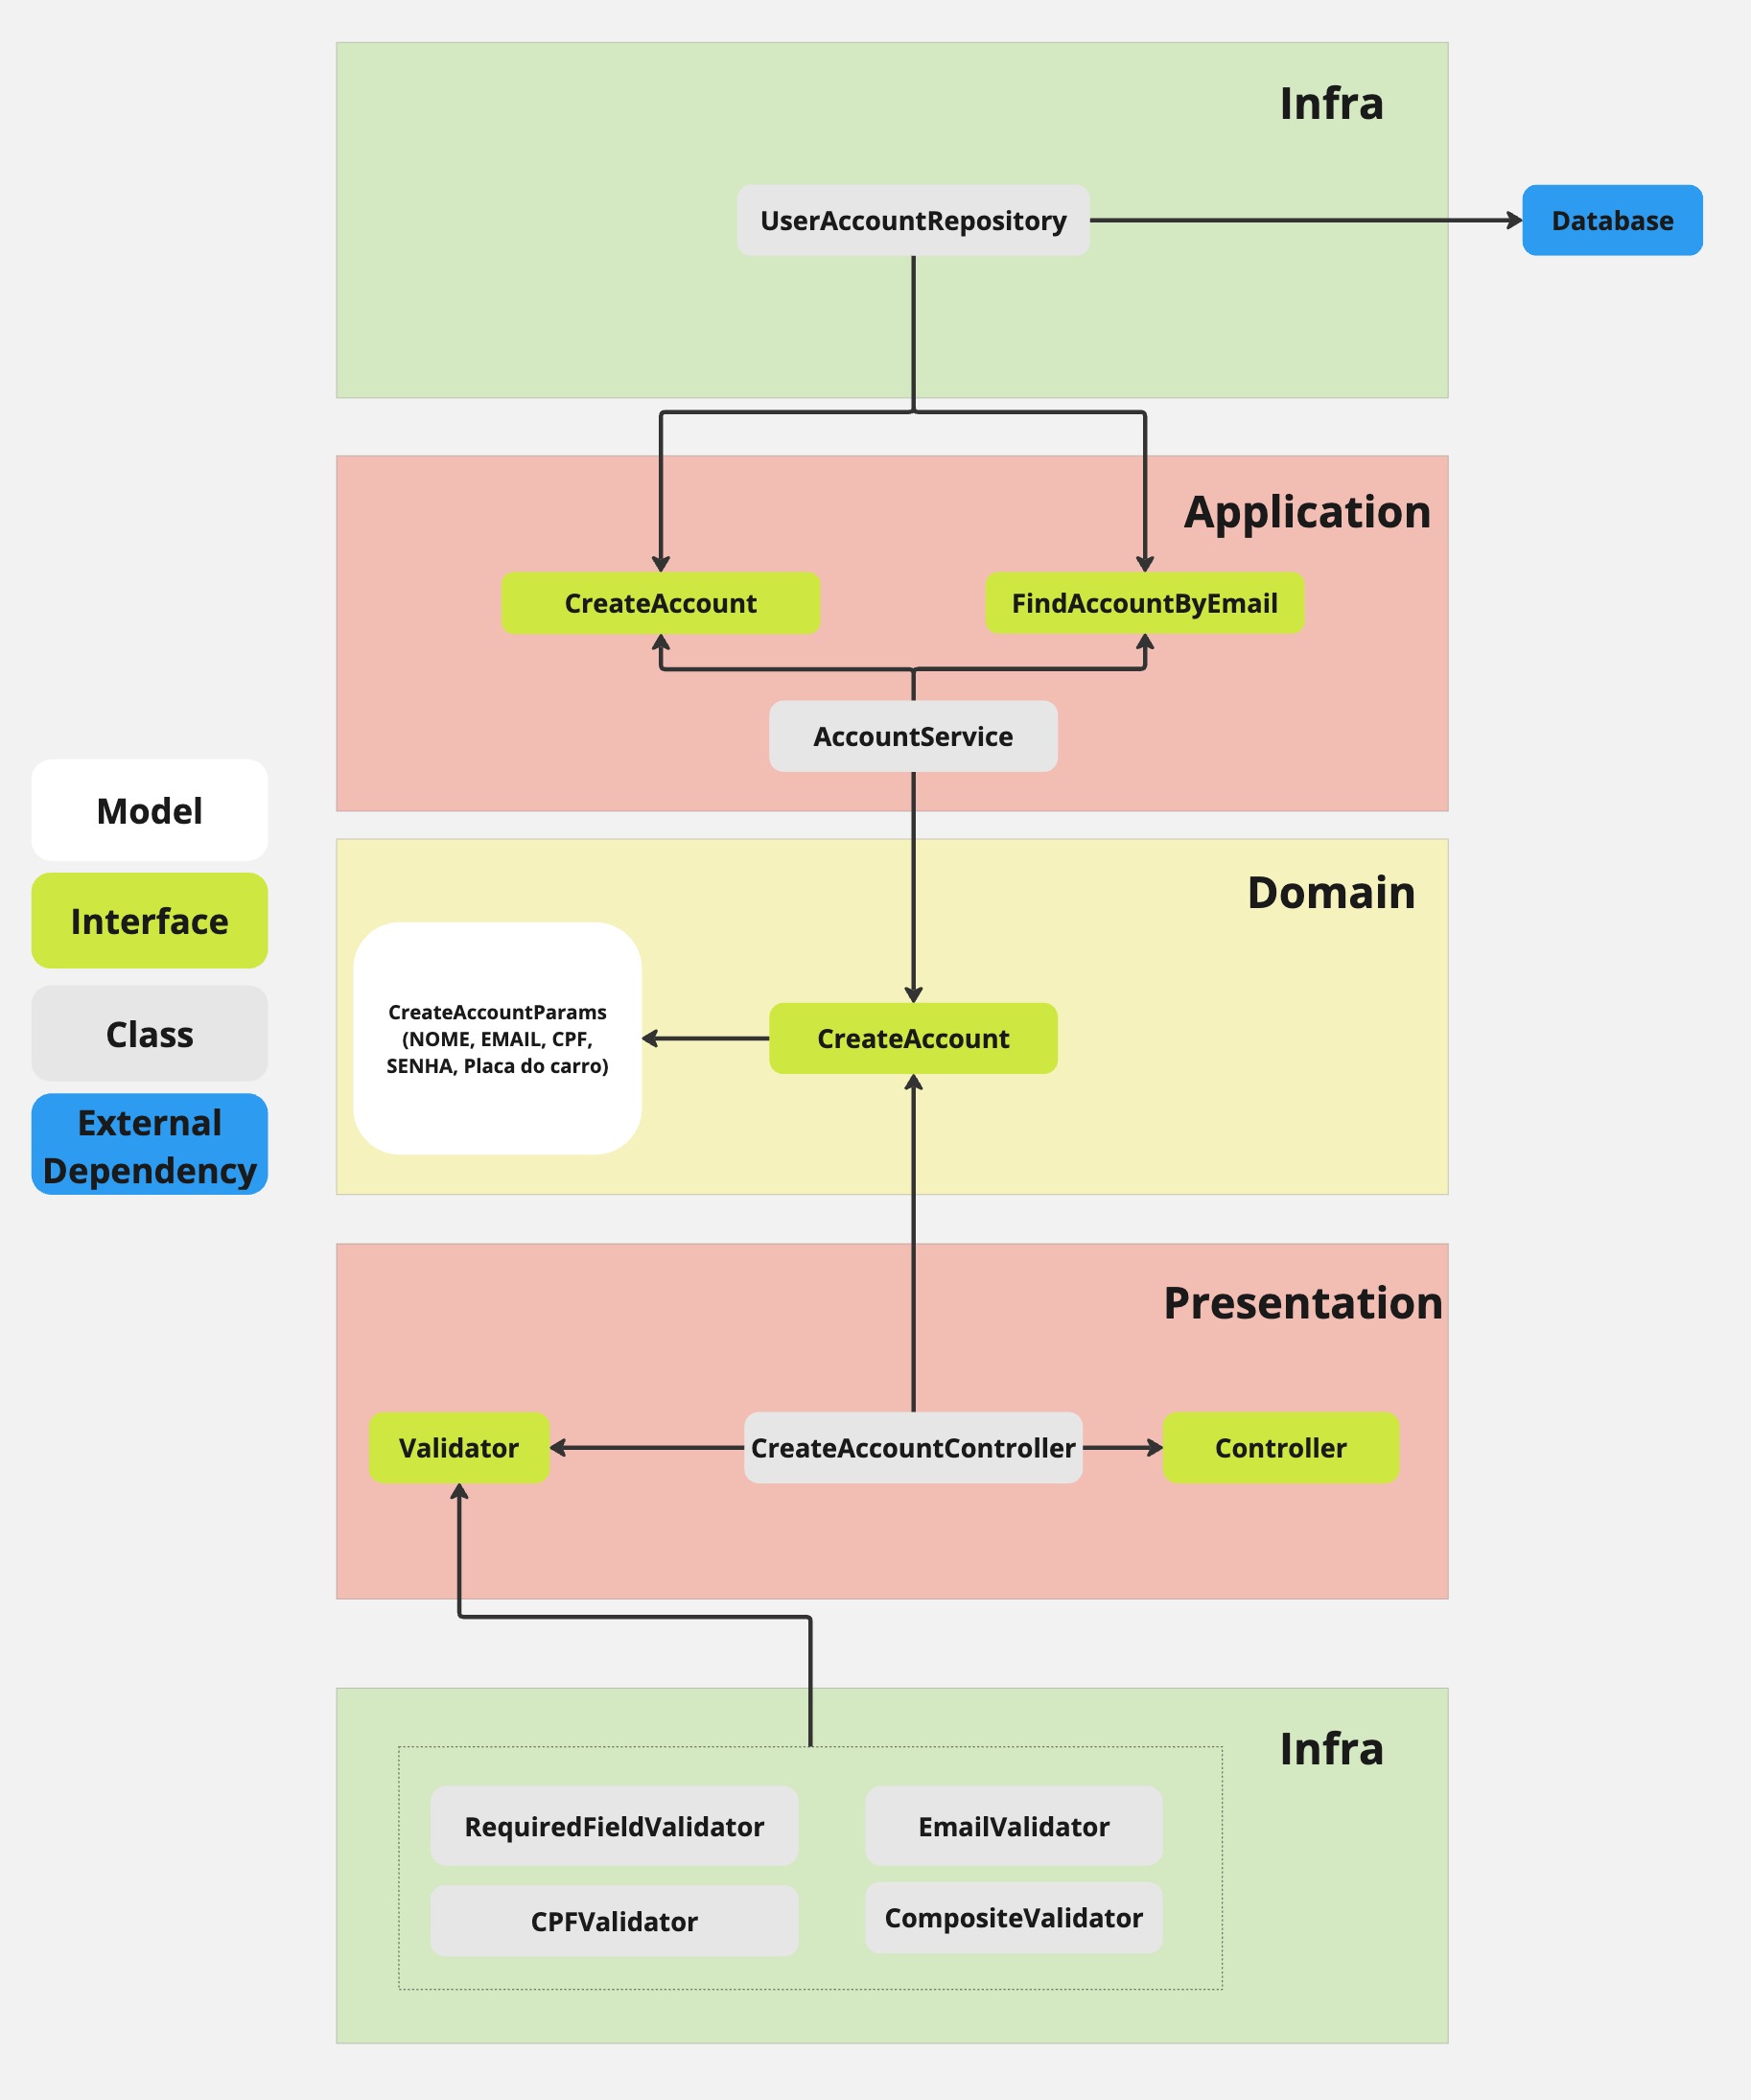 Infra
UserAccountRepository
Database
Application
CreateAccount
FindAccountByEmail
AccountService
Model
Interface
Class
External
Dependency
Domain
CreateAccountParams
(NOME, EMAIL, CPF,
SENHA, Placa do carro)
CreateAccount
Presentation
Validator
CreateAccountController
Controller
Infra
RequiredFieldValidator
EmailValidator
CPFValidator
CompositeValidator